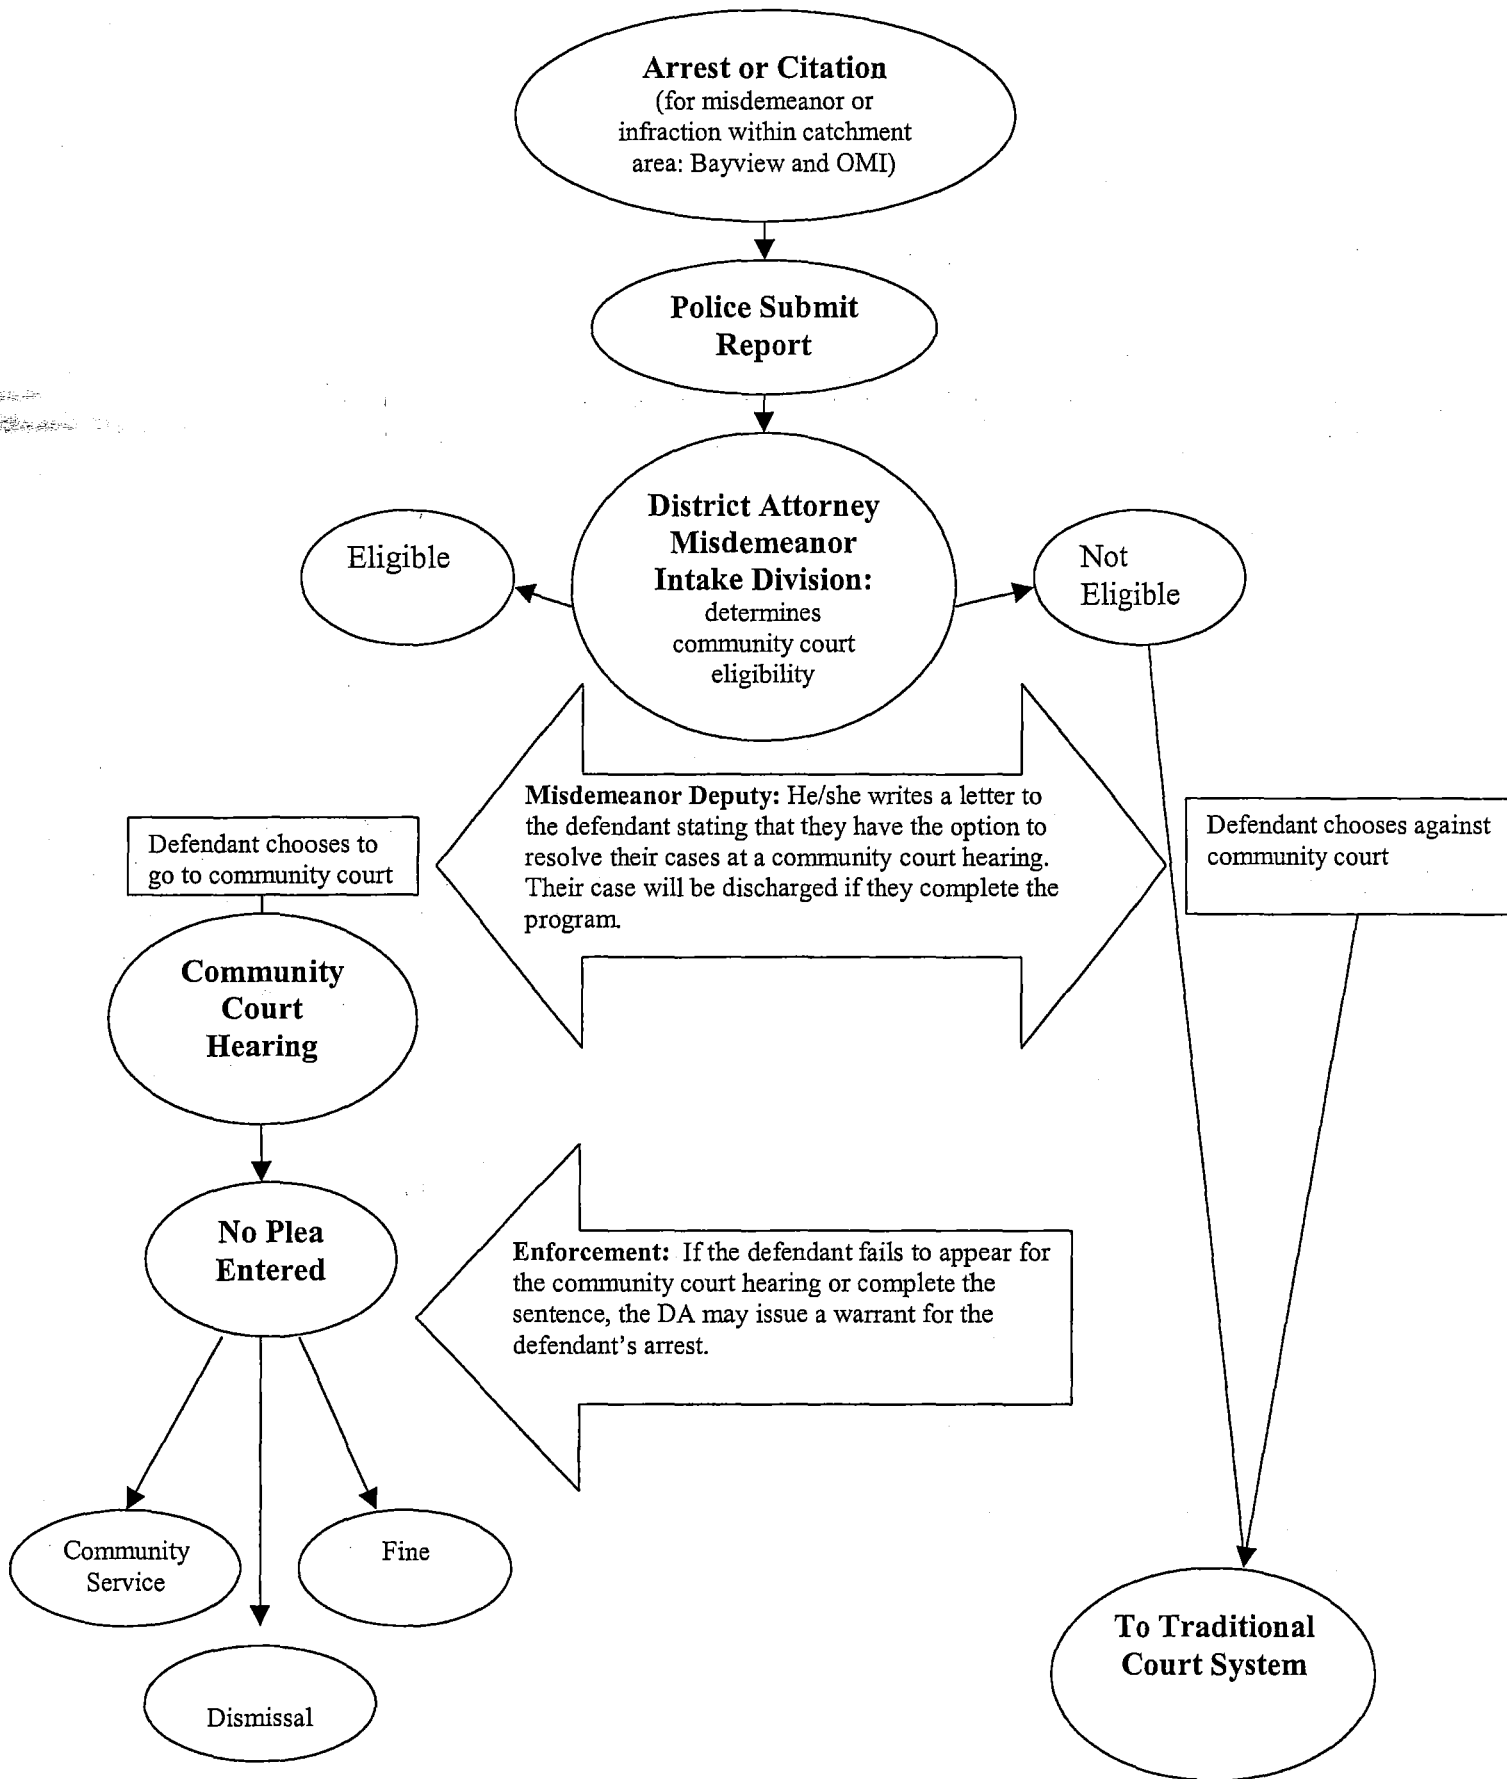 Arrest or Citation
(for misdemeanor or
infraction within catchment
area: Bayview and OMI)
Police Submit
Report
District Attorney
Misdemeanor
Intake Division:
determines
community court
eligibility
Eligible
Not
Eligible
Misdemeanor Deputy: He/she writes a letter to
the defendant stating that they have the option to
resolve their cases at a community court hearing.
Their case will be discharged if they complete the
program.
Defendant chooses to
go to community court
Defendant chooses against
community court
Community
Court
Hearing
No Plea
Entered
Enforcement: If the defendant fails to appear for
the community court hearing or complete the
sentence, the DA may issue a warrant for the
defendant's arrest.
Community
Service
Fine
Dismissal
To Traditional
Court System